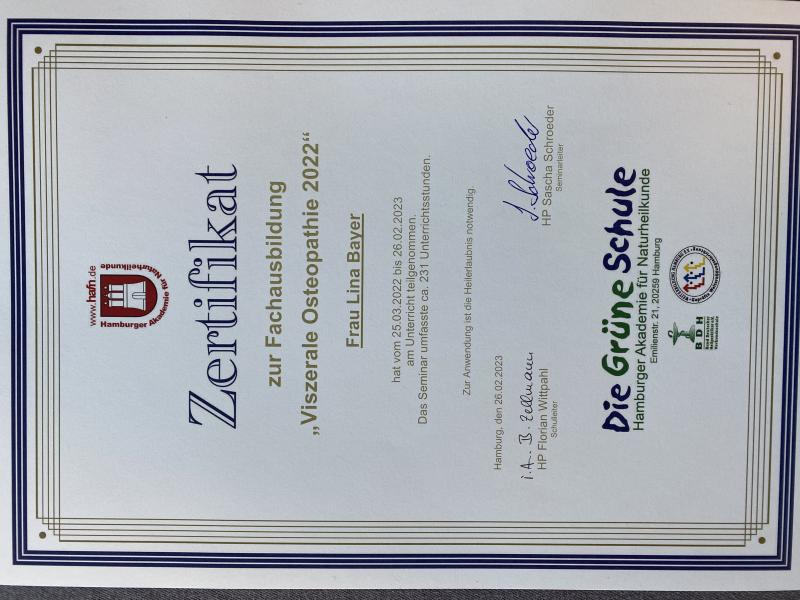 www.hafn.de
Hamburger Akademie für Naturheilkunde
Zertifikat
zur Fachausbildung
„Viszerale Osteopathie 2022“
Frau Lina Bayer
hat vom 25.03.2022 bis 26.02.2023
am Unterricht teilgenommen.
Das Seminar umfasste ca. 231 Unterrichtsstunden.
Zur Anwendung ist die Heilerlaubnis notwendig.
Hamburg, den 26.02.2023
i.A. B. Zellmann
HP Florian Wittpahl
Schulleiter
S. Schroeder
HP Sascha Schroeder
Seminarleiter
Die Grüne Schule
Hamburger Akademie für Naturheilkunde
Emilienstr. 21, 20259 Hamburg
BDH